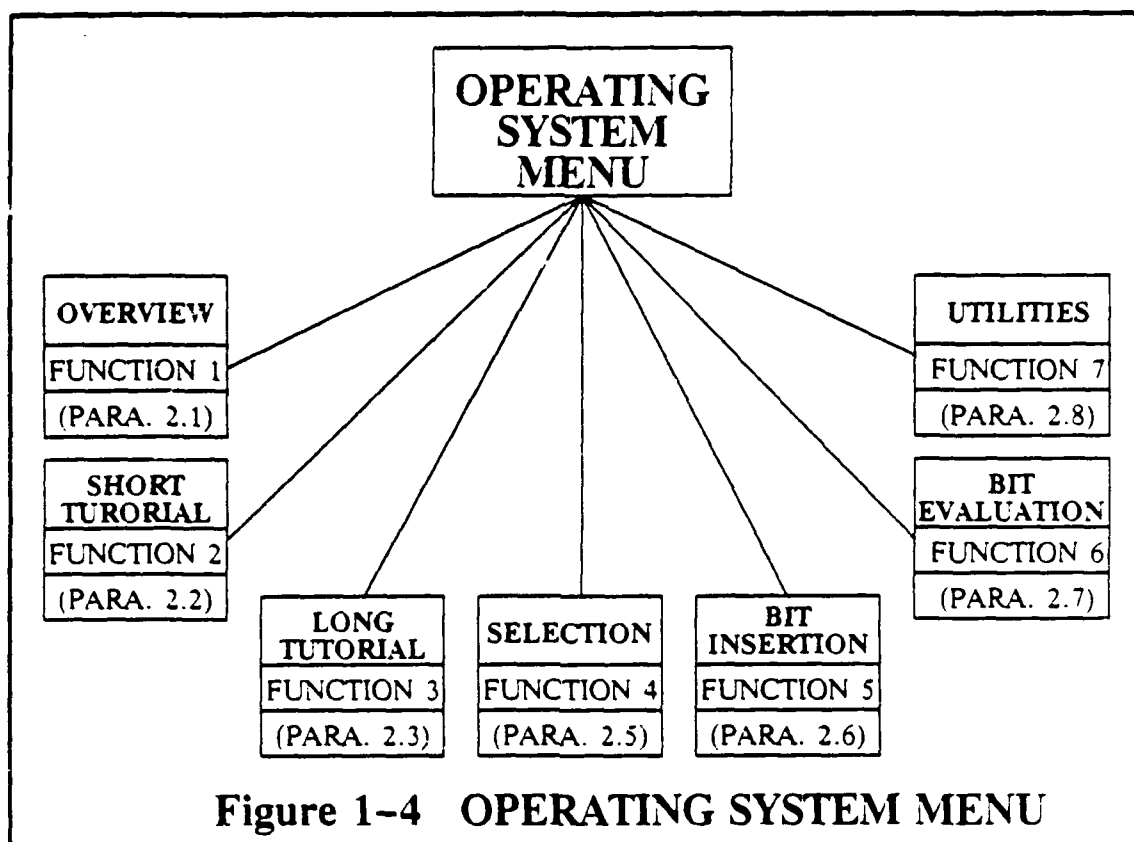 OPERATING
SYSTEM
MENU
OVERVIEW
FUNCTION 1
(PARA. 2.1)
SHORT
TURORIAL
FUNCTION 2
(PARA. 2.2)
LONG
TUTORIAL
FUNCTION 3
(PARA. 2.3)
SELECTION
FUNCTION 4
(PARA. 2.5)
BIT
INSERTION
FUNCTION 5
(PARA. 2.6)
BIT
EVALUATION
FUNCTION 6
(PARA. 2.7)
UTILITIES
FUNCTION 7
(PARA. 2.8)
Figure 1-4 OPERATING SYSTEM MENU